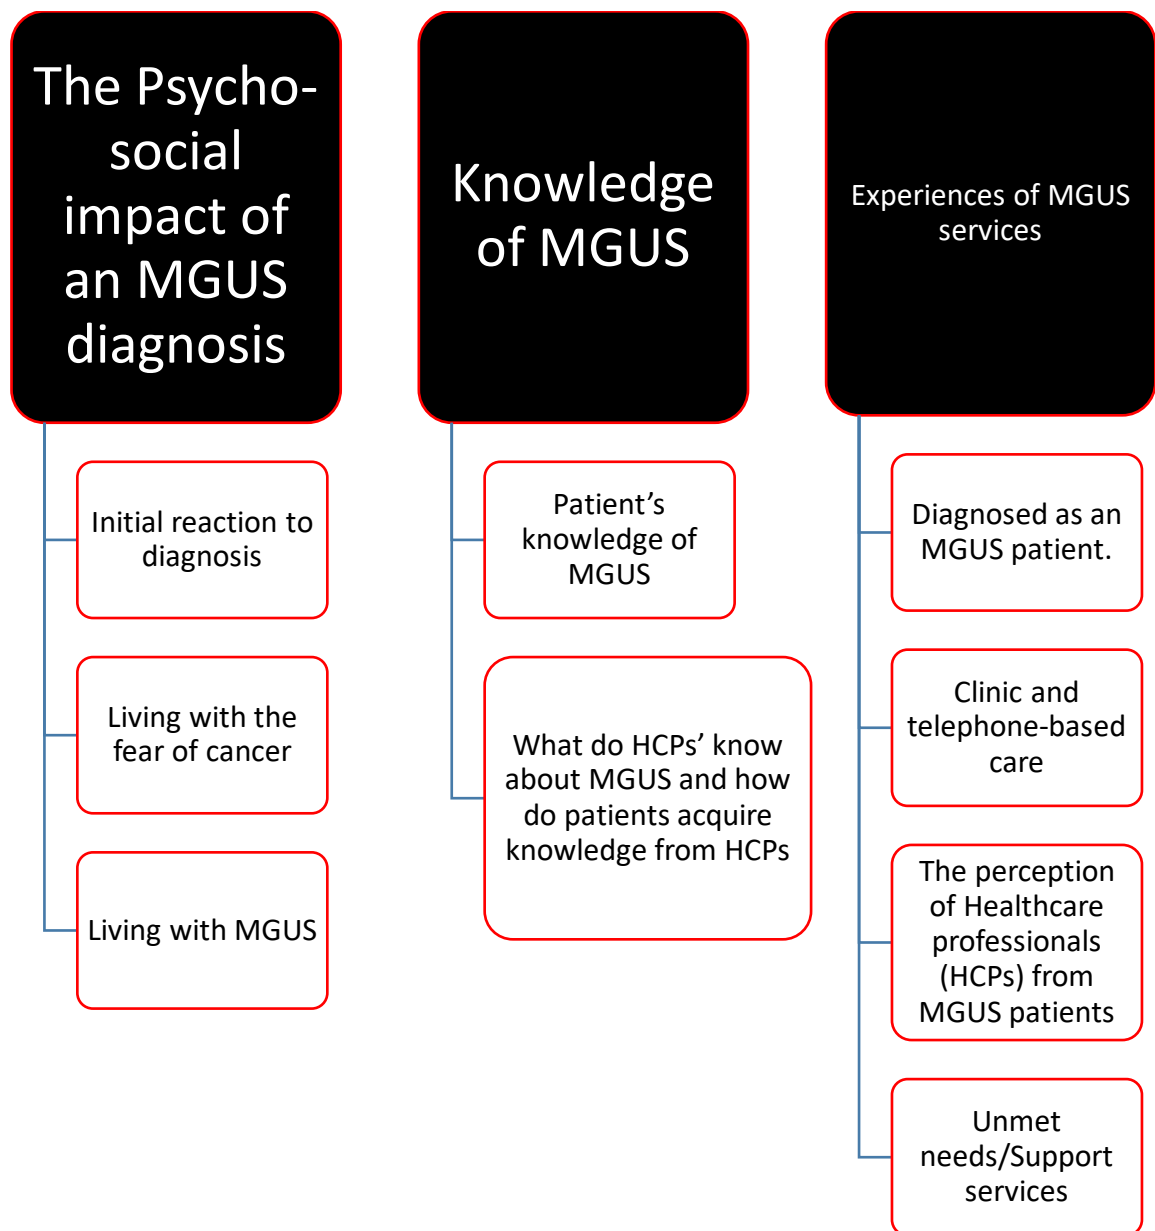 The Psycho-
social
impact of
an MGUS
diagnosis
Initial reaction to
diagnosis
Living with the
fear of cancer
Living with MGUS
Knowledge
of MGUS
Patient’s
knowledge of
MGUS
What do HCPs’ know
about MGUS and how
do patients acquire
knowledge from HCPs
Experiences of MGUS
services
Diagnosed as an
MGUS patient.
Clinic and
telephone-based
care
The perception
of Healthcare
professionals
(HCPs) from
MGUS patients
Unmet
needs/Support
services